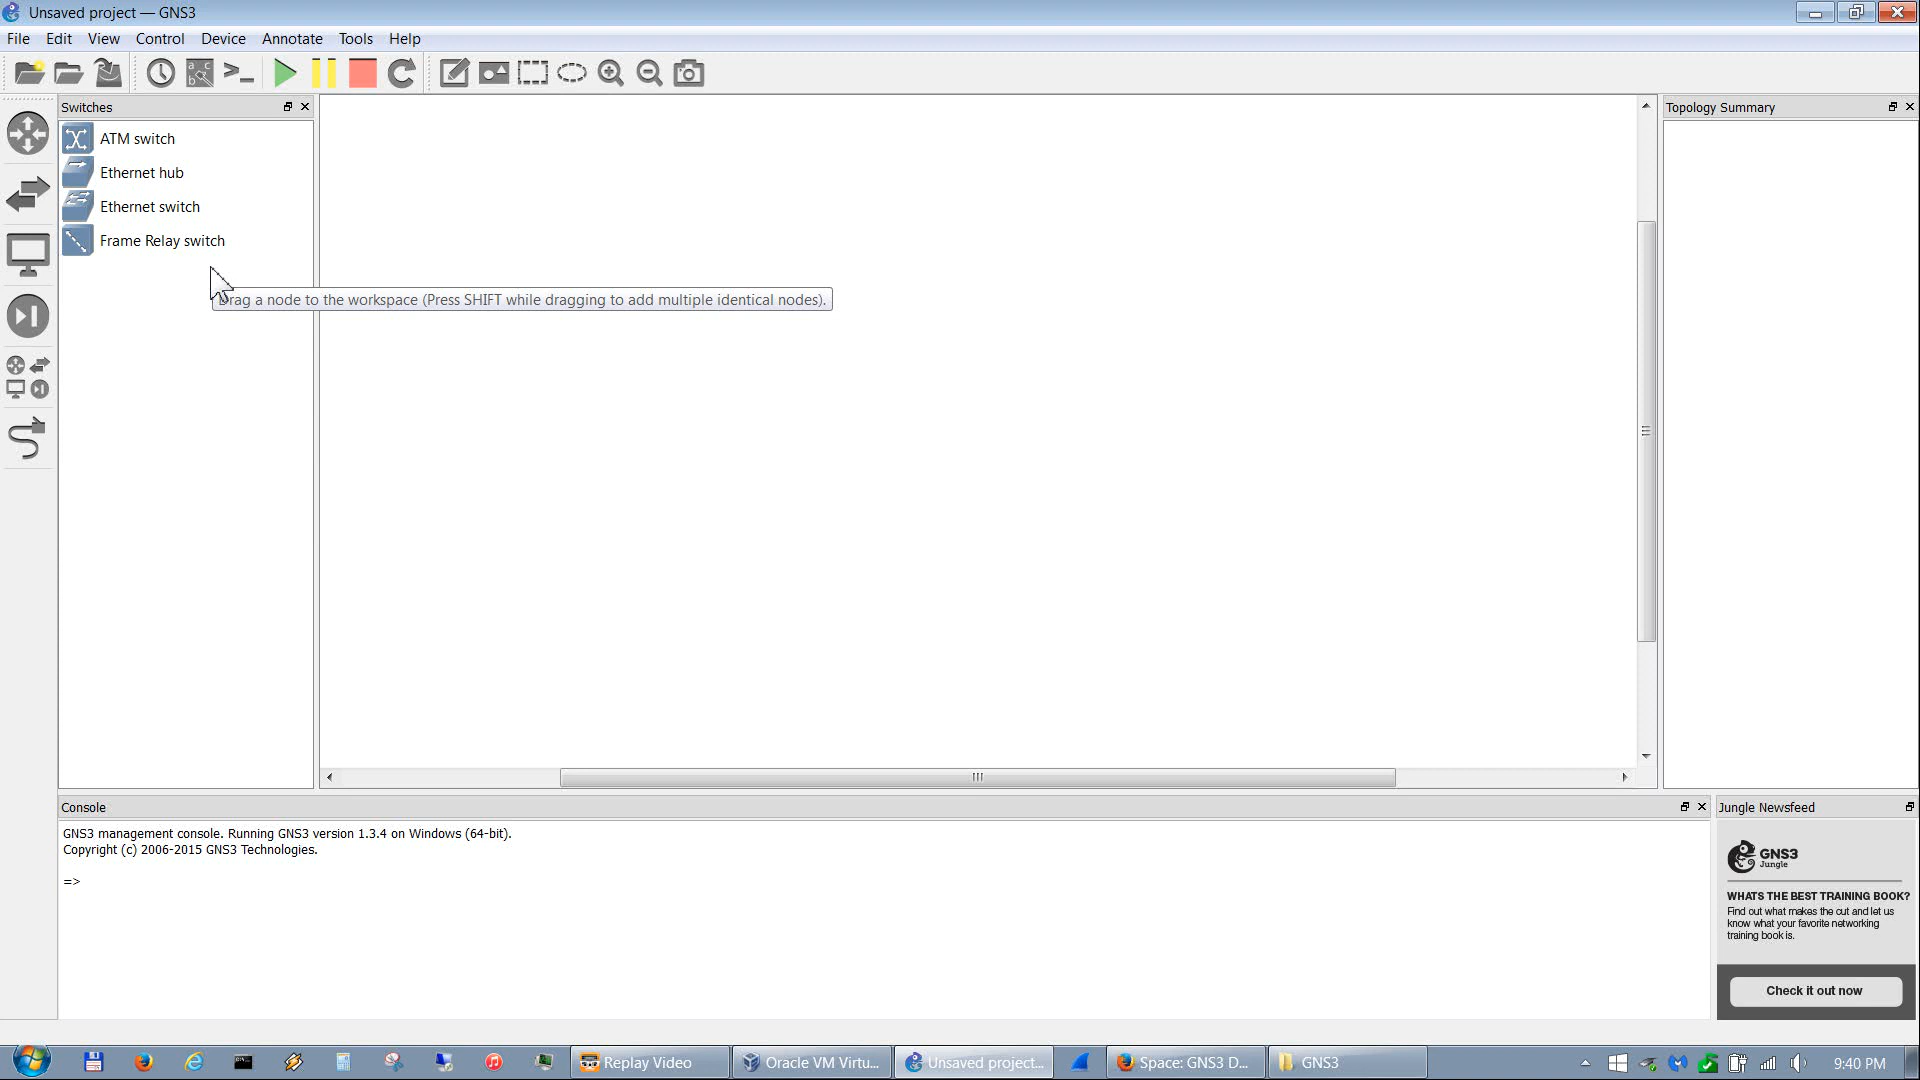 Unsaved project — GNS3
File Edit View Control Device Annotate Tools Help
Switches
Topology Summary
ATM switch
Ethernet hub
Ethernet switch
Frame Relay switch
rag a node to the workspace (Press SHIFT while dragging to add multiple identical nodes).
Console
Jungle Newsfeed
GNS3 management console. Running GNS3 version 1.3.4 on Windows (64-bit).
Copyright (c) 2006-2015 GNS3 Technologies.
=>
GNS3
Jungle
WHATS THE BEST TRAINING BOOK?
Find out what makes the cut and let us
know what your favorite networking
training book is.
Check it out now
Replay Video
Oracle VM Virtu...
Unsaved project...
Space: GNS3 D...
GNS3
9:40 PM